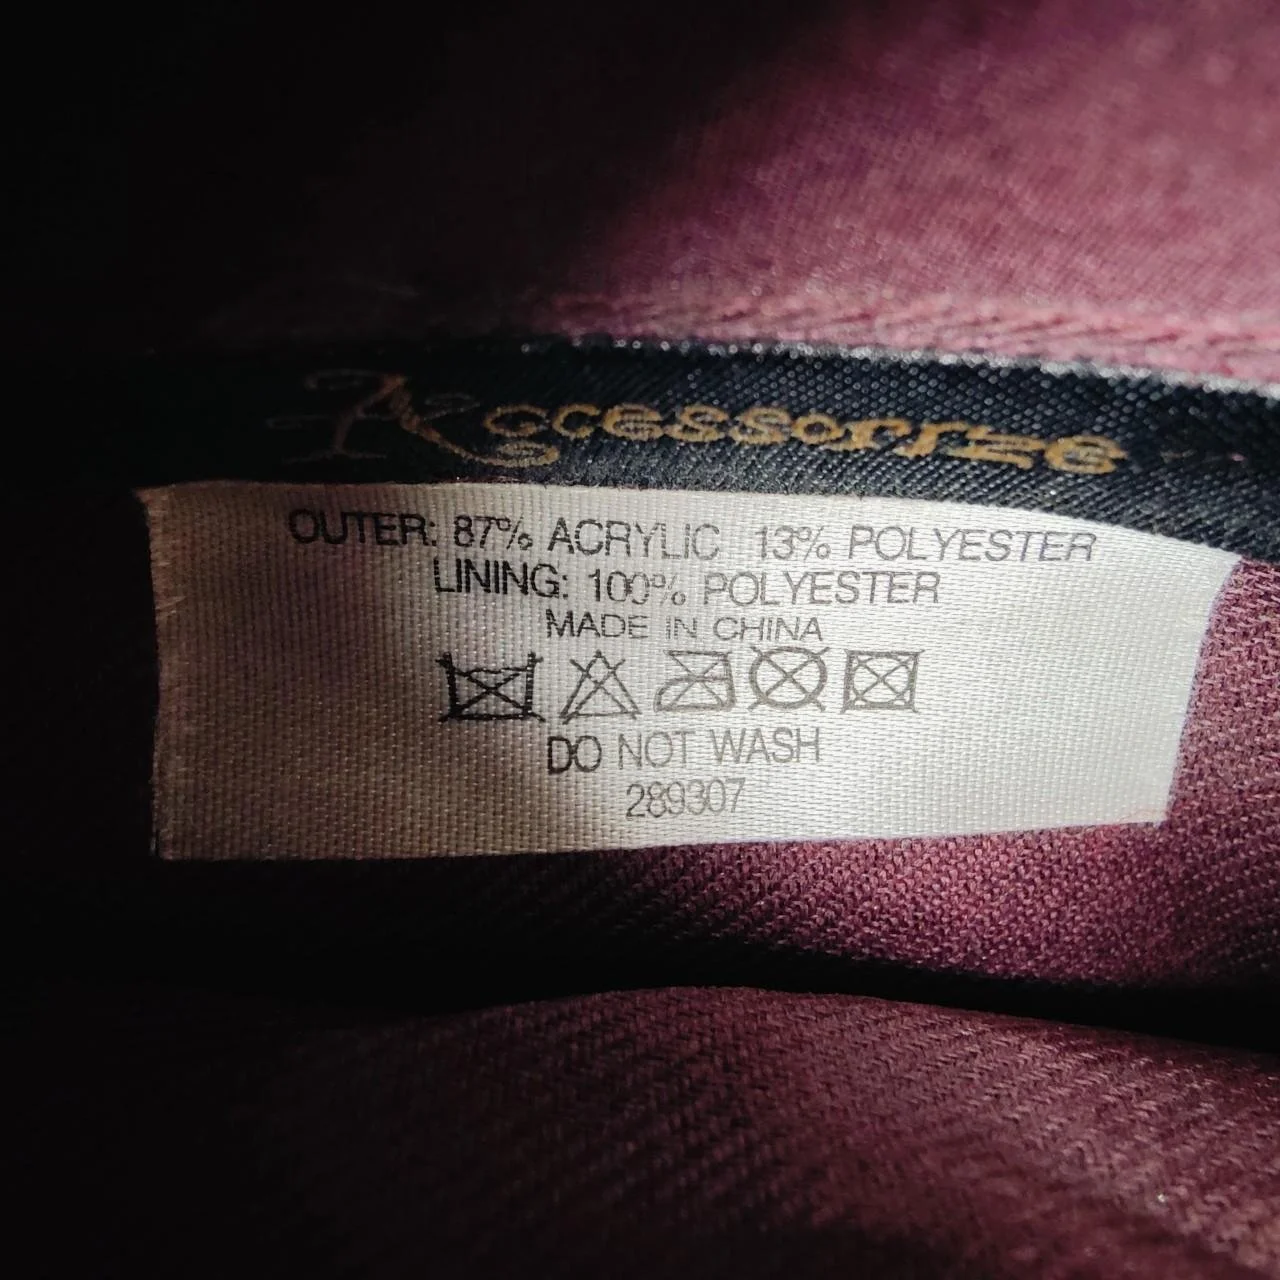 Accessorize
OUTER: 87% ACRYLIC 13% POLYESTER
LINING: 100% POLYESTER
MADE IN CHINA
DO NOT WASH
289307